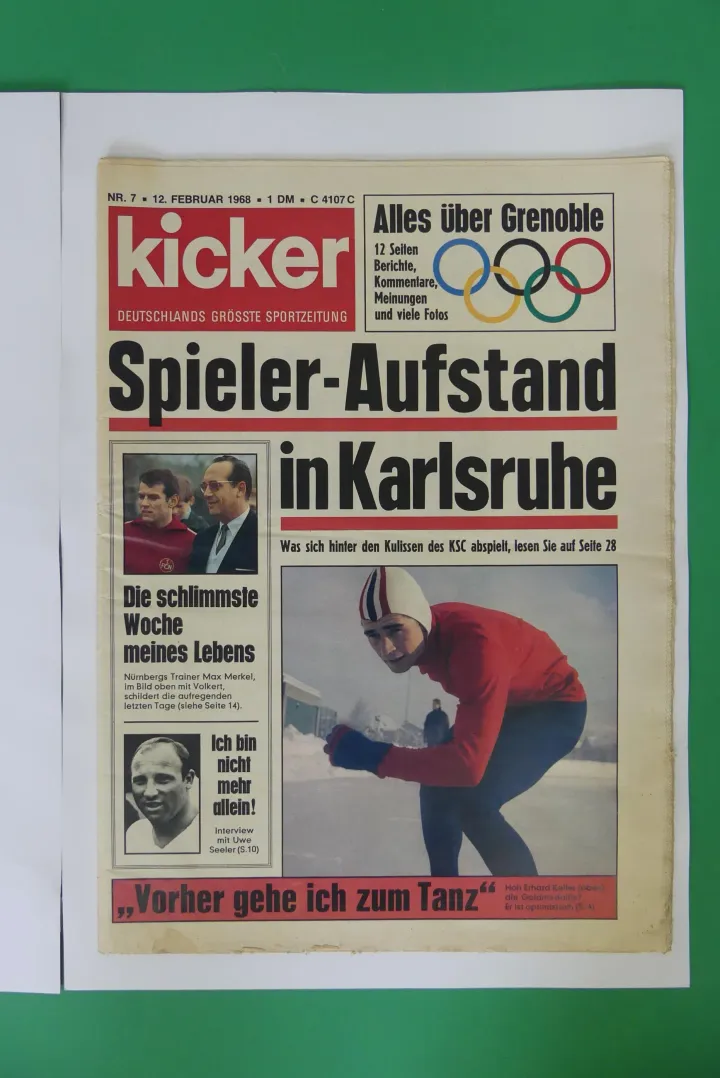 NR. 7 ▪ 12. FEBRUAR 1968 ▪ 1 DM ▪ C 4107 C
kicker
DEUTSCHLANDS GRÖSSTE SPORTZEITUNG
Alles über Grenoble
12 Seiten
Berichte,
Kommentare,
Meinungen
und viele Fotos
Spieler-Aufstand
in Karlsruhe
Was sich hinter den Kulissen des KSC abspielt, lesen Sie auf Seite 28
Die schlimmste
Woche
meines Lebens
Nürnbergs Trainer Max Merkel,
im Bild oben mit Volkert,
schildert die aufregenden
letzten Tage (siehe Seite 14).
Ich bin
nicht
mehr
allein!
Interview
mit Uwe
Seeler (S.10)
„Vorher gehe ich zum Tanz“
Erhard Keller
Er ist